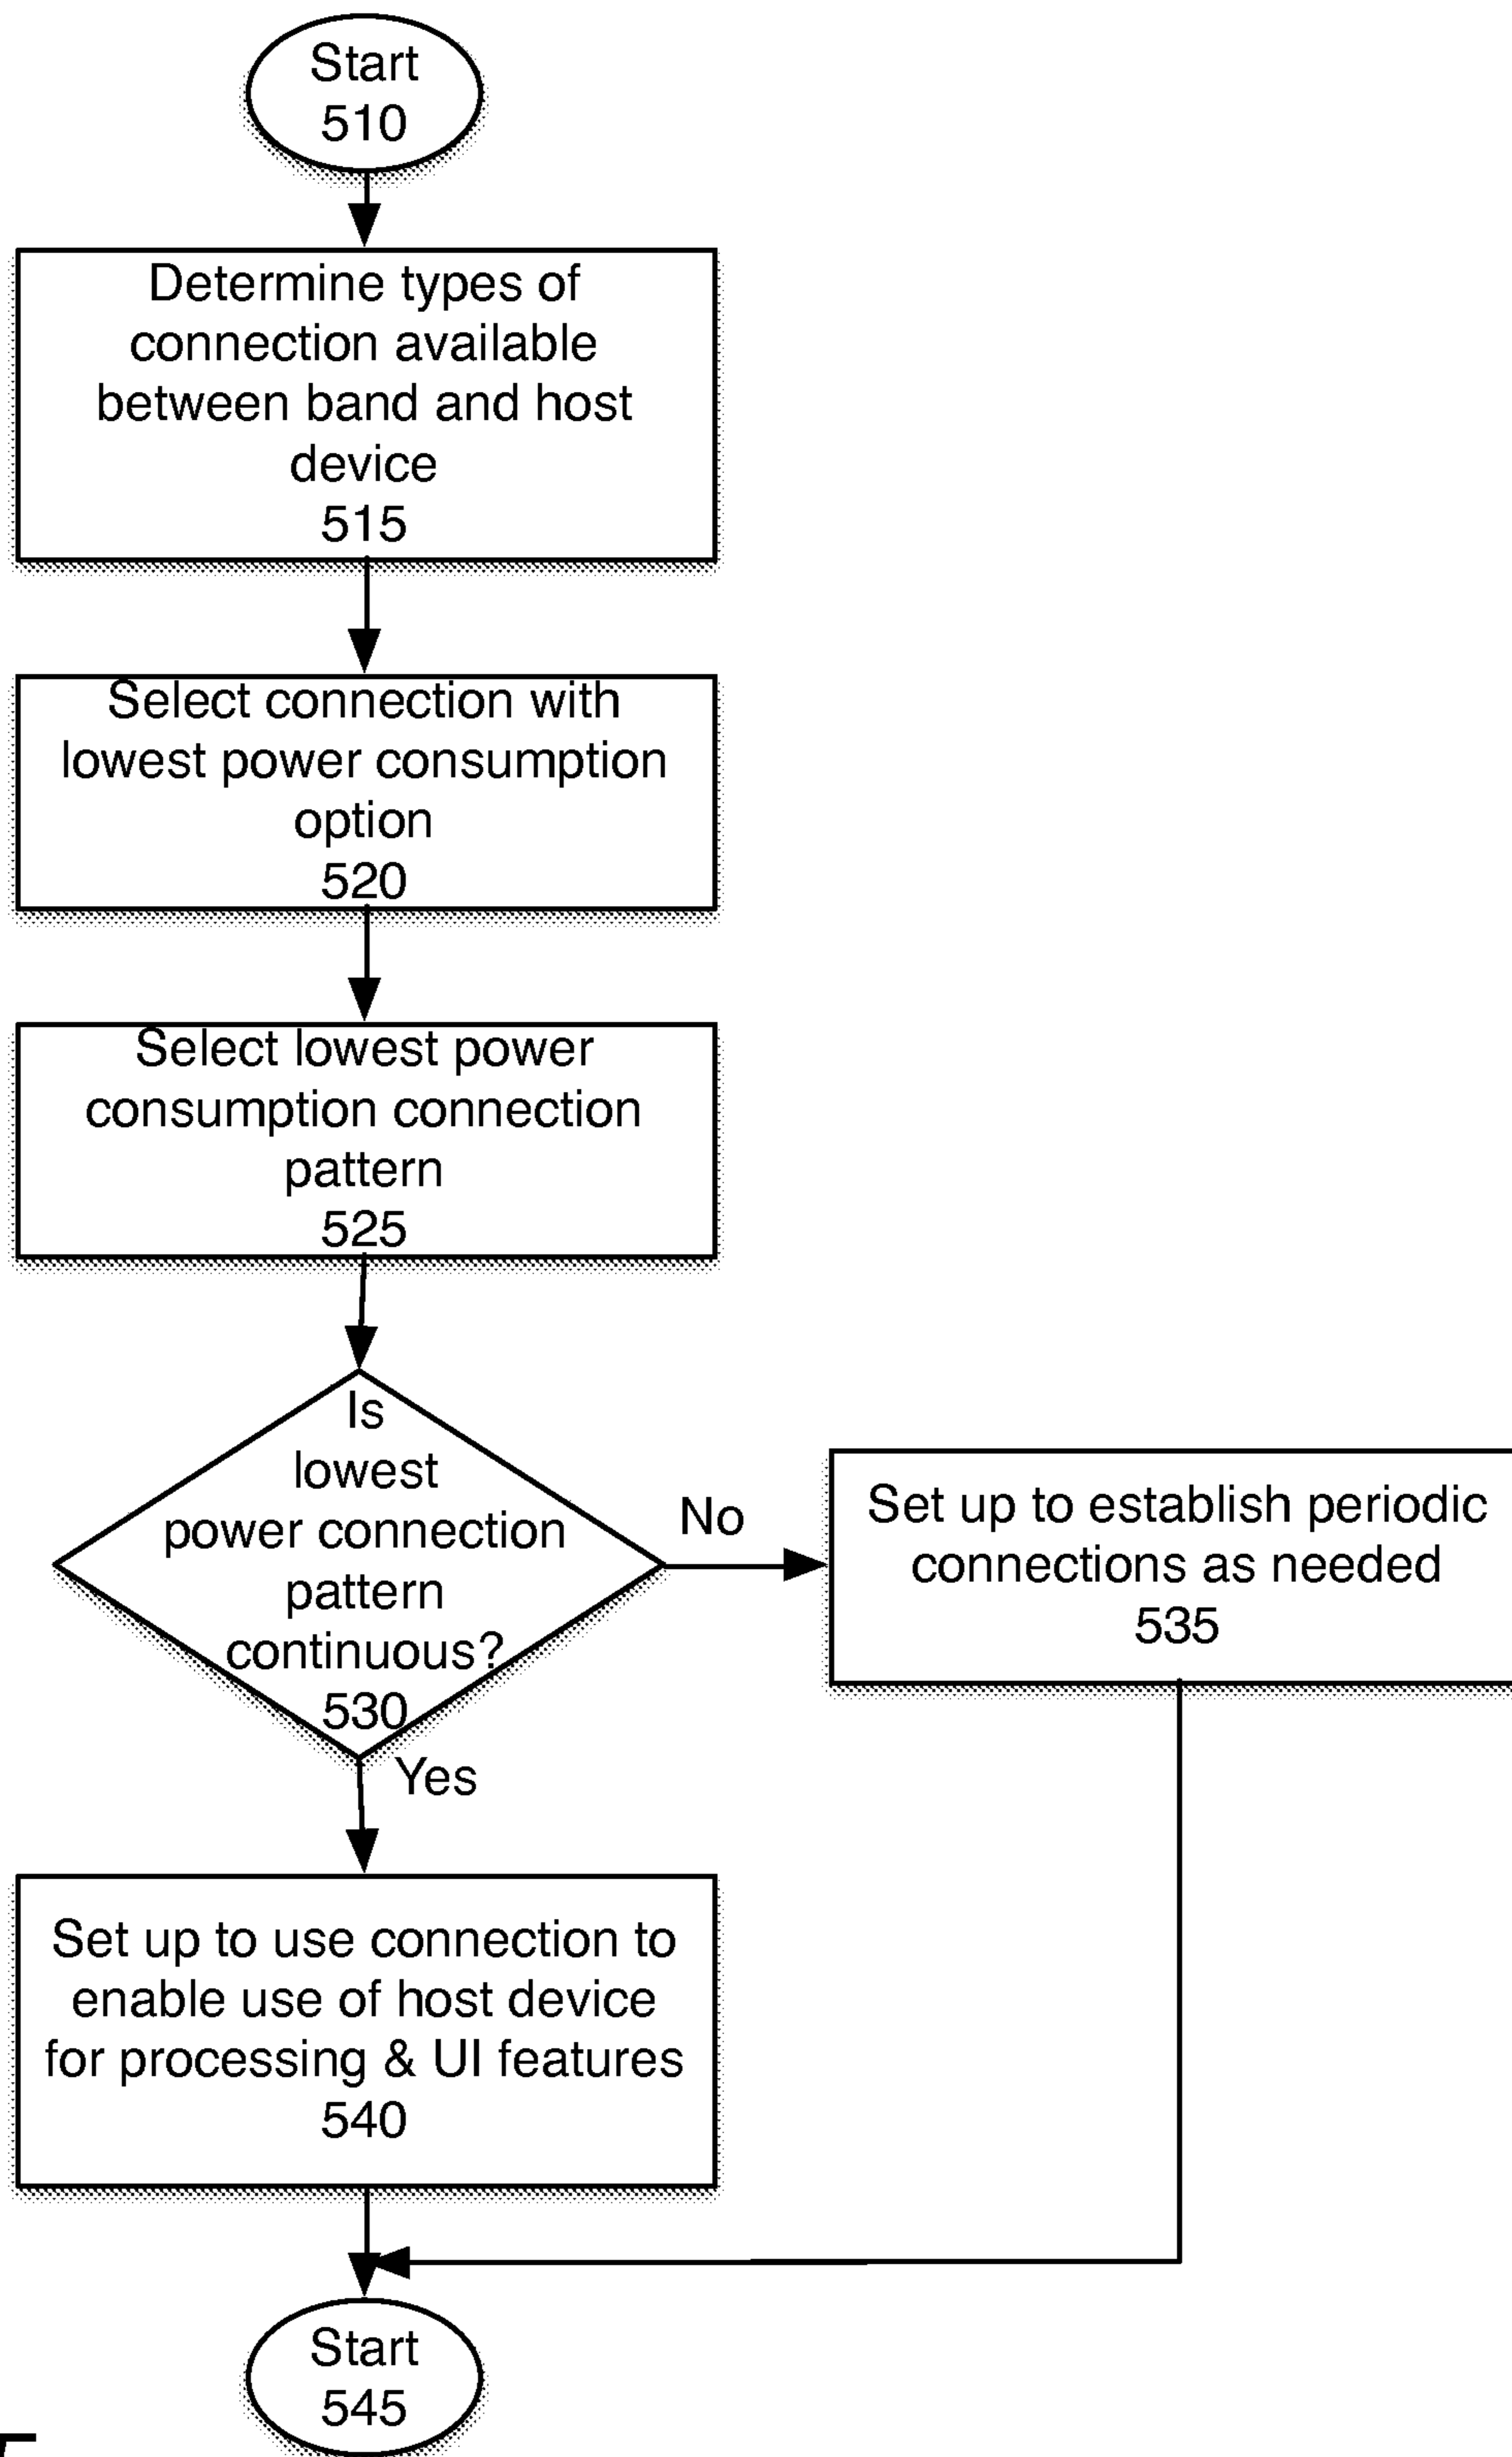 Start
510
Determine types of
connection available
between band and host
device
515
Select connection with
lowest power consumption
option
520
Select lowest power
consumption connection
pattern
525
Is
lowest
power connection
pattern
continuous?
530
No
Set up to establish periodic
connections as needed
535
Yes
Set up to use connection to
enable use of host device
for processing & UI features
540
Start
545